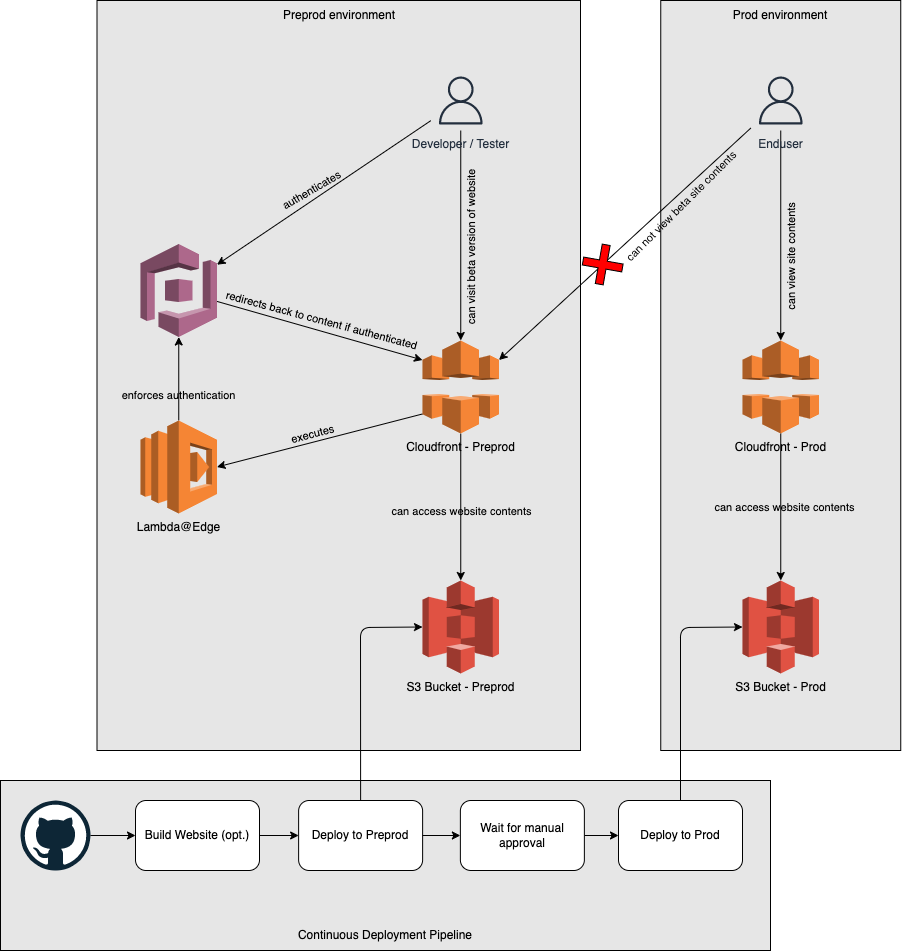 Preprod environment
Prod environment
Developer / Tester
Enduser
authenticates
can visit beta version of website
can not view beta site contents
can view site contents
redirects back to content if authenticated
enforces authentication
executes
Cloudfront - Preprod
Cloudfront - Prod
Lambda@Edge
can access website contents
can access website contents
S3 Bucket - Preprod
S3 Bucket - Prod
Build Website (opt.)
Deploy to Preprod
Wait for manual
approval
Deploy to Prod
Continuous Deployment Pipeline